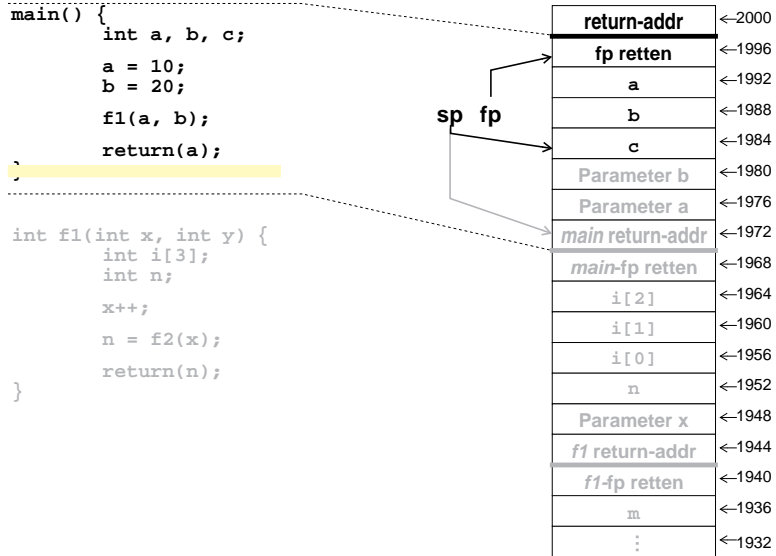 main() {
int a, b, c;
a = 10;
b = 20;
f1(a, b);
return(a);
}
int f1(int x, int y) {
int i[3];
int n;
x++;
n = f2(x);
return(n);
}
sp fp
return-addr ←2000
fp retten ←1996
a ←1992
b ←1988
c ←1984
Parameter b ←1980
Parameter a ←1976
main return-addr ←1972
main-fp retten ←1968
i[2] ←1964
i[1] ←1960
i[0] ←1956
n ←1952
Parameter x ←1948
f1 return-addr ←1944
f1-fp retten ←1940
m ←1936
⋮ ←1932